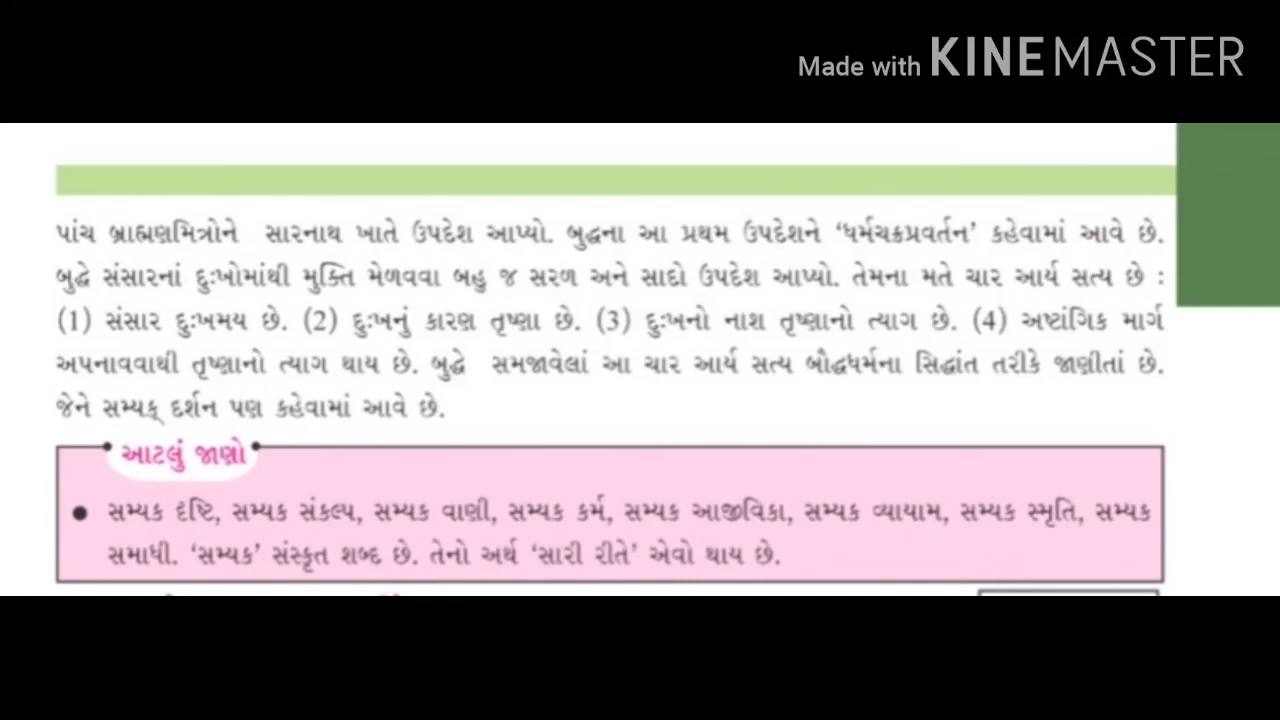 Made with KINEMASTER
પાંચ બ્રાહ્મણમિત્રોને સારનાથ ખાતે ઉપદેશ આપ્યો. બુદ્ધના આ પ્રથમ ઉપદેશને ‘ધર્મચક્રપ્રવર્તન’ કહેવામાં આવે છે.
બુદ્ધે સંસારનાં દુઃખોમાંથી મુક્તિ મેળવવા બહુ જ સરળ અને સાદો ઉપદેશ આપ્યો. તેમના મતે ચાર આર્ય સત્ય છે :
(1) સંસાર દુઃખમય છે. (2) દુઃખનું કારણ તૃષ્ણા છે. (3) દુઃખનો નાશ તૃષ્ણાનો ત્યાગ છે. (4) અષ્ટાંગિક માર્ગ
અપનાવવાથી તૃષ્ણાનો ત્યાગ થાય છે. બુદ્ધે સમજાવેલાં આ ચાર આર્ય સત્ય બૌદ્ધધર્મના સિદ્ધાંત તરીકે જાણીતાં છે.
જેને સમ્યક્ દર્શન પણ કહેવામાં આવે છે.
આટલું જાણો
● સમ્યક દૃષ્ટિ, સમ્યક સંકલ્પ, સમ્યક વાણી, સમ્યક કર્મ, સમ્યક આજીવિકા, સમ્યક વ્યાયામ, સમ્યક સ્મૃતિ, સમ્યક
સમાધી. ‘સમ્યક’ સંસ્કૃત શબ્દ છે. તેનો અર્થ ‘સારી રીતે’ એવો થાય છે.